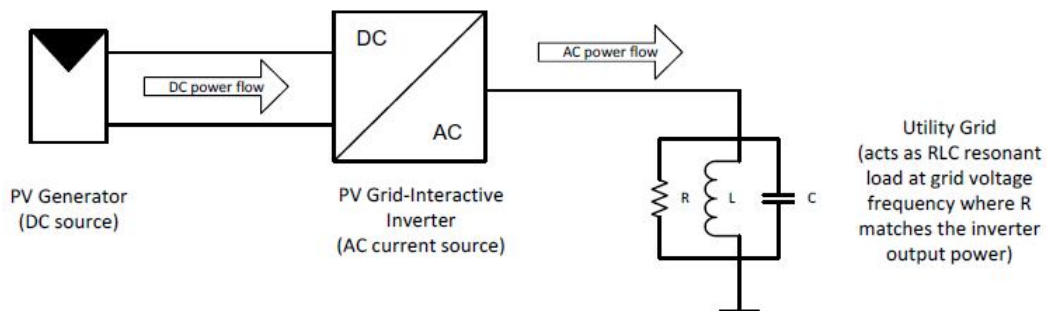 DC
AC power flow
DC power flow
AC
PV Generator
(DC source)
PV Grid-Interactive
Inverter
(AC current source)
R
L
C
Utility Grid
(acts as RLC resonant
load at grid voltage
frequency where R
matches the inverter
output power)